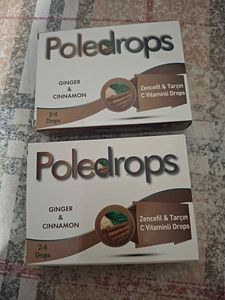 Poledrops
GINGER
&
CINNAMON
Zencefil & Tarçın
C Vitaminli Drops
24
Drops
Poledrops
GINGER
&
CINNAMON
Zencefil & Tarçın
C Vitaminli Drops
24
Drops